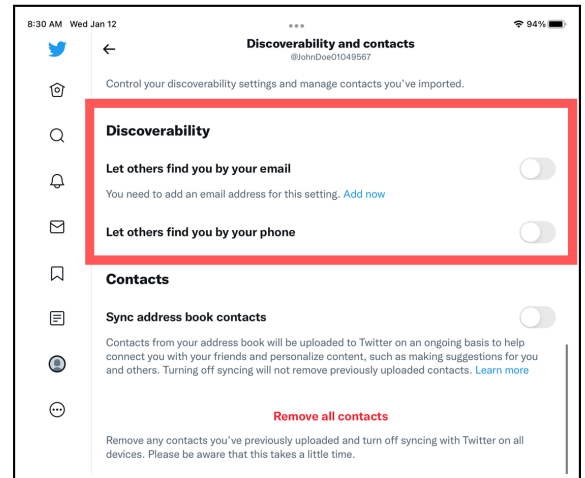 8:30 AM Wed Jan 12
94%
Discoverability and contacts
@JohnDoe01049567
Control your discoverability settings and manage contacts you've imported.
Discoverability
Let others find you by your email
You need to add an email address for this setting. Add now
Let others find you by your phone
Contacts
Sync address book contacts
Contacts from your address book will be uploaded to Twitter on an ongoing basis to help
connect you with your friends and personalize content, such as making suggestions for you
and others. Turning off syncing will not remove previously uploaded contacts. Learn more
Remove all contacts
Remove any contacts you've previously uploaded and turn off syncing with Twitter on all
devices. Please be aware that this takes a little time.